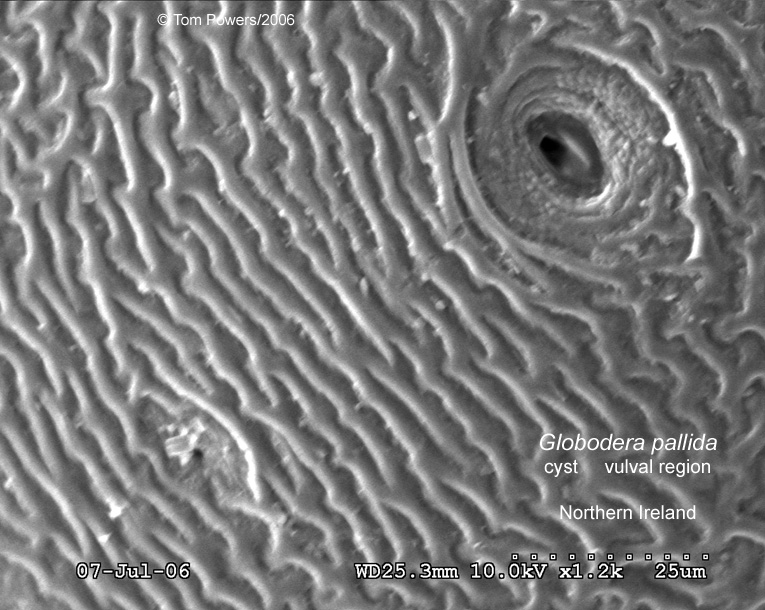 © Tom Powers/2006
Globodera pallida
cyst vulval region
Northern Ireland
07-Jul-06 WD25.3mm 10.0kV x1.2k 25um